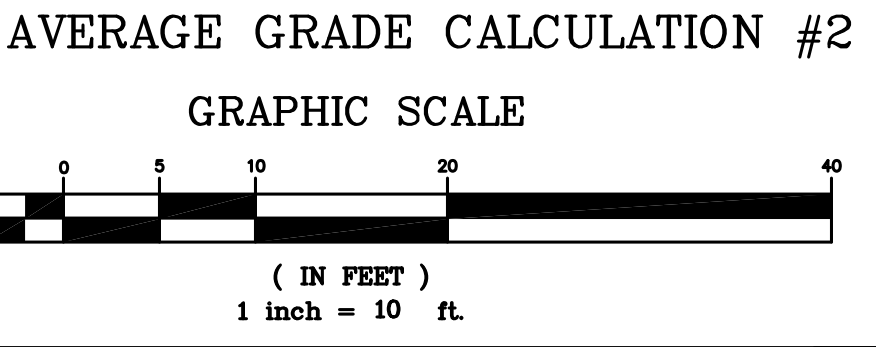 AVERAGE GRADE CALCULATION #2
GRAPHIC SCALE
0 5 10 20 40
( IN FEET )
1 inch = 10 ft.